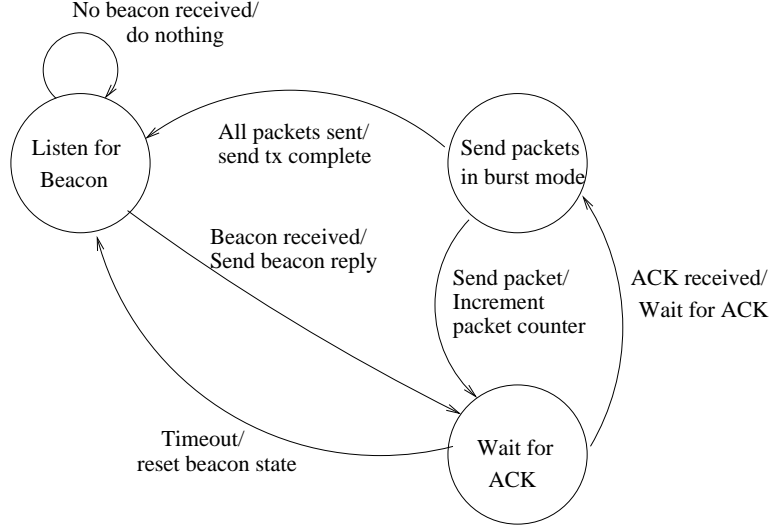 No beacon received/
do nothing
Listen for
Beacon
All packets sent/
send tx complete
Send packets
in burst mode
Beacon received/
Send beacon reply
Send packet/
Increment
packet counter
ACK received/
Wait for ACK
Timeout/
reset beacon state
Wait for
ACK